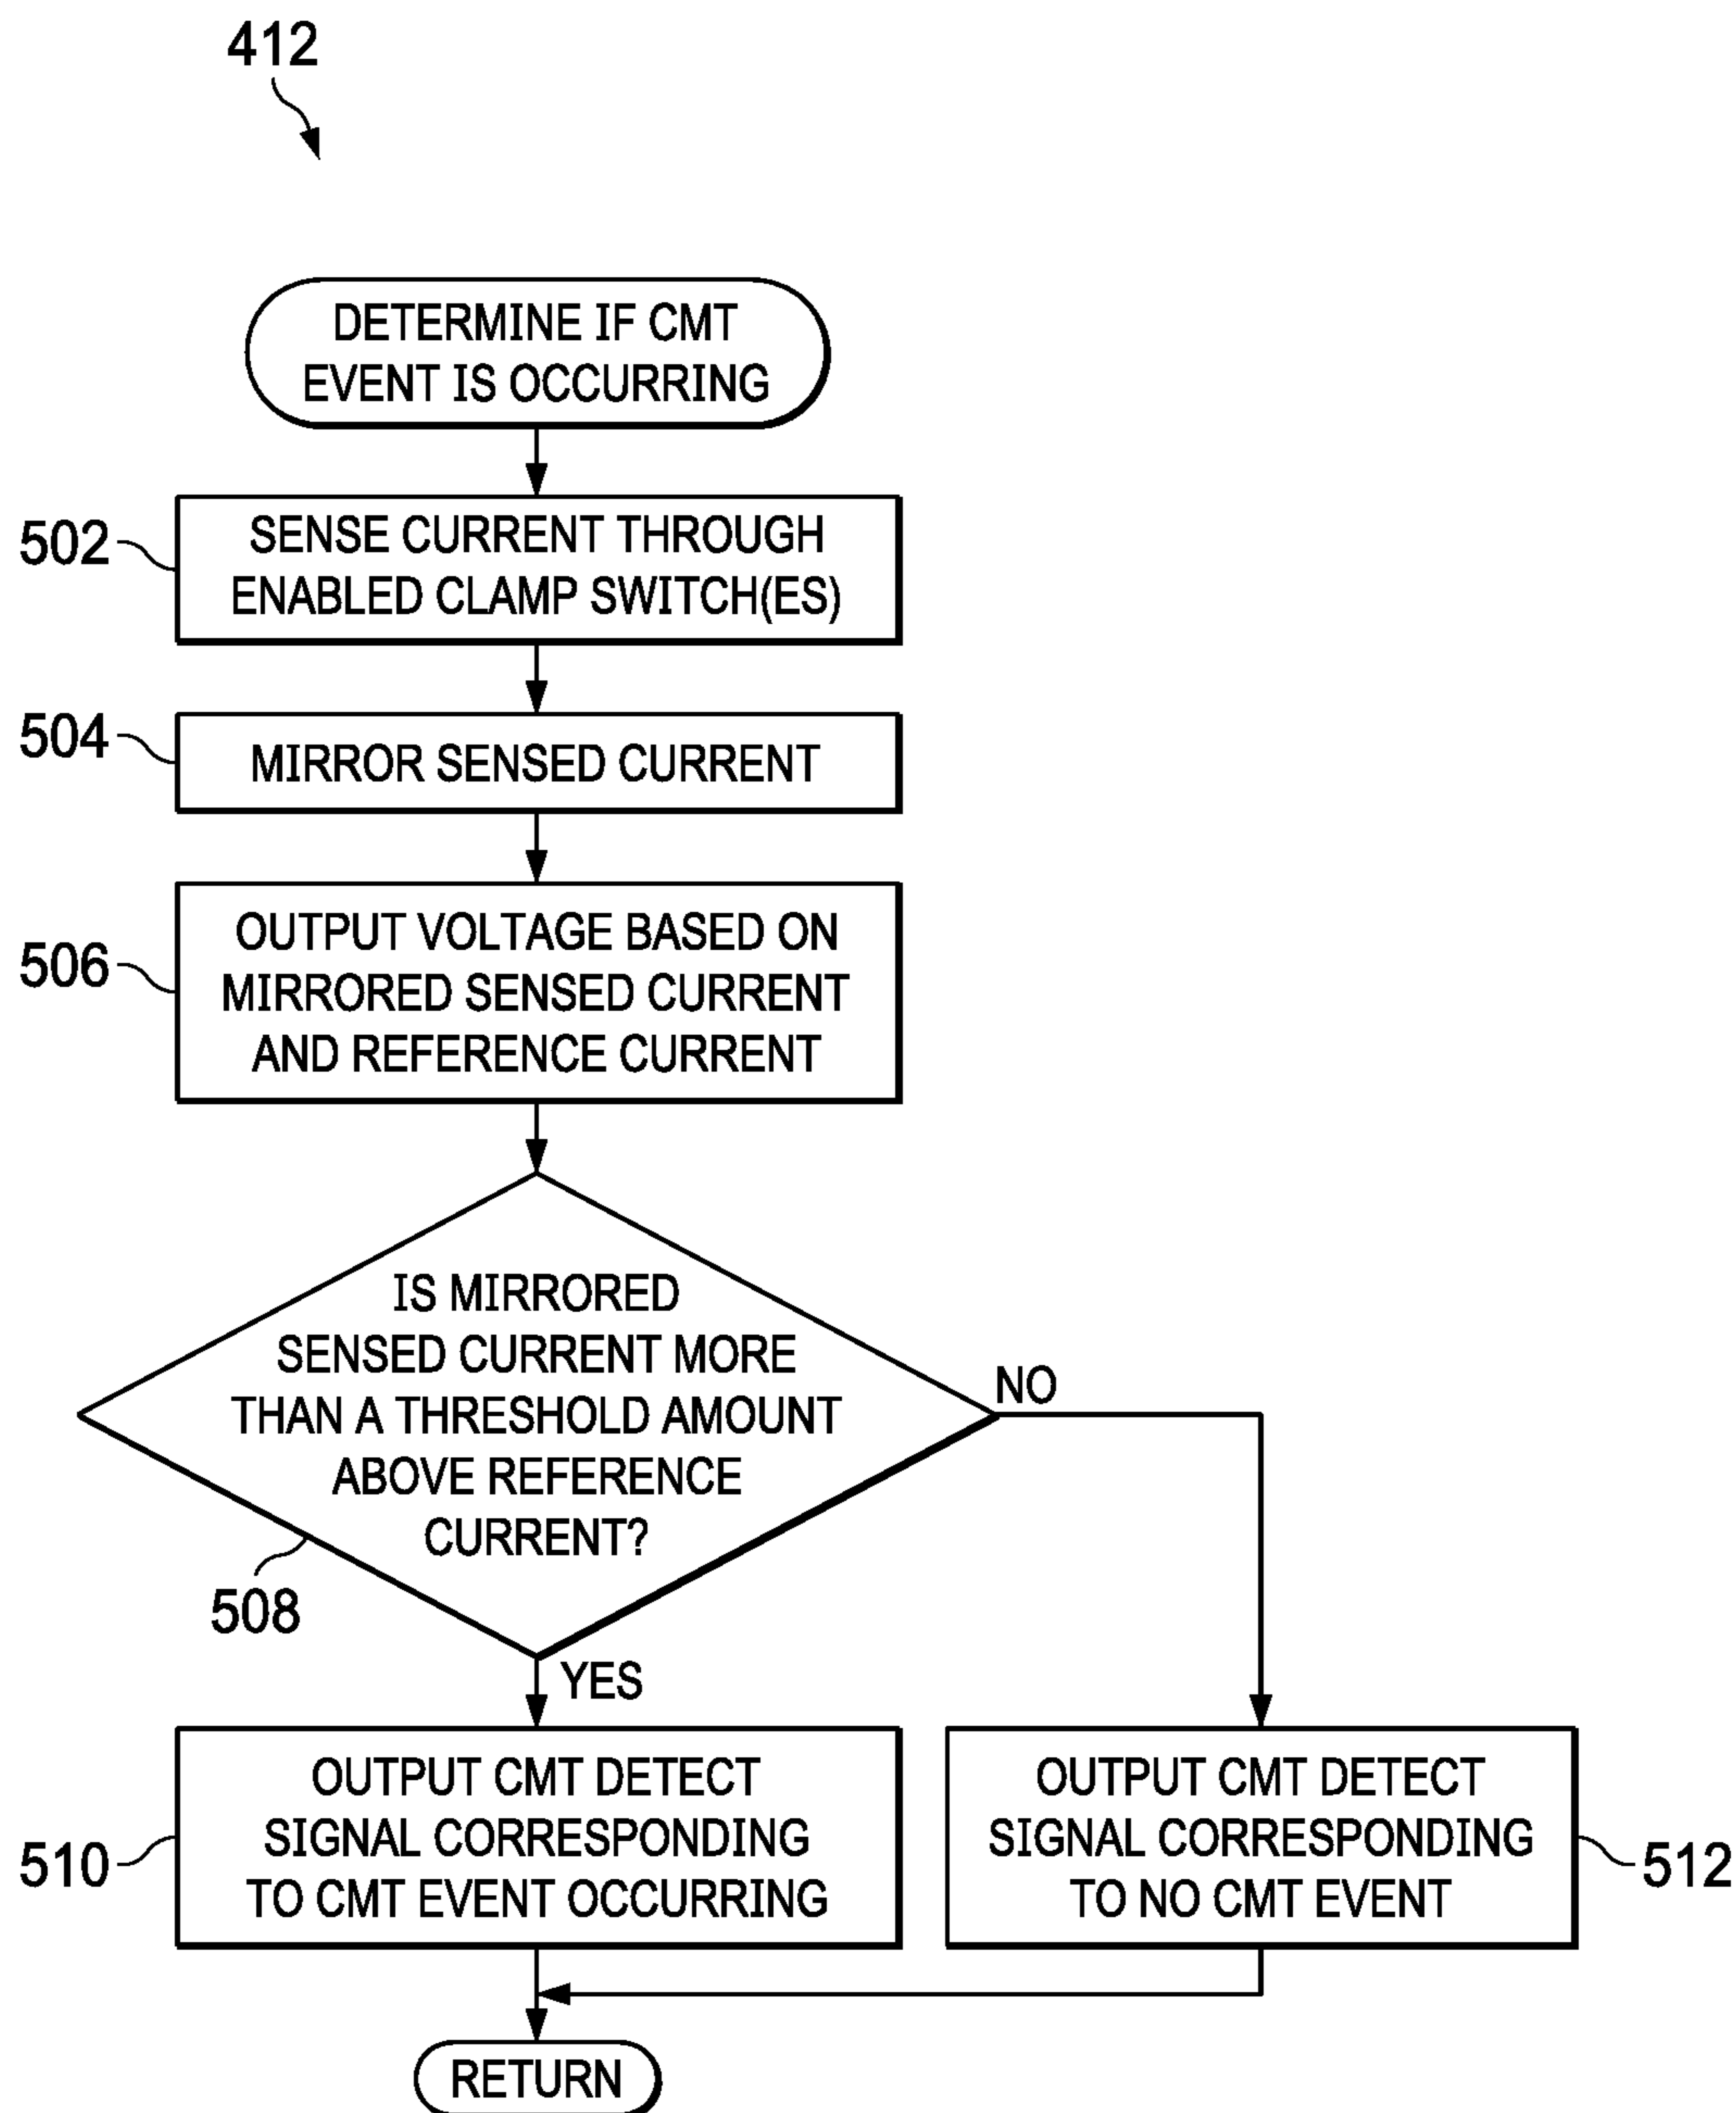 412
DETERMINE IF CMT
EVENT IS OCCURRING
502
SENSE CURRENT THROUGH
ENABLED CLAMP SWITCH(ES)
504
MIRROR SENSED CURRENT
506
OUTPUT VOLTAGE BASED ON
MIRRORED SENSED CURRENT
AND REFERENCE CURRENT
IS MIRRORED
SENSED CURRENT MORE
THAN A THRESHOLD AMOUNT
ABOVE REFERENCE
CURRENT?
508
NO
YES
510
OUTPUT CMT DETECT
SIGNAL CORRESPONDING
TO CMT EVENT OCCURRING
OUTPUT CMT DETECT
SIGNAL CORRESPONDING
TO NO CMT EVENT
512
RETURN